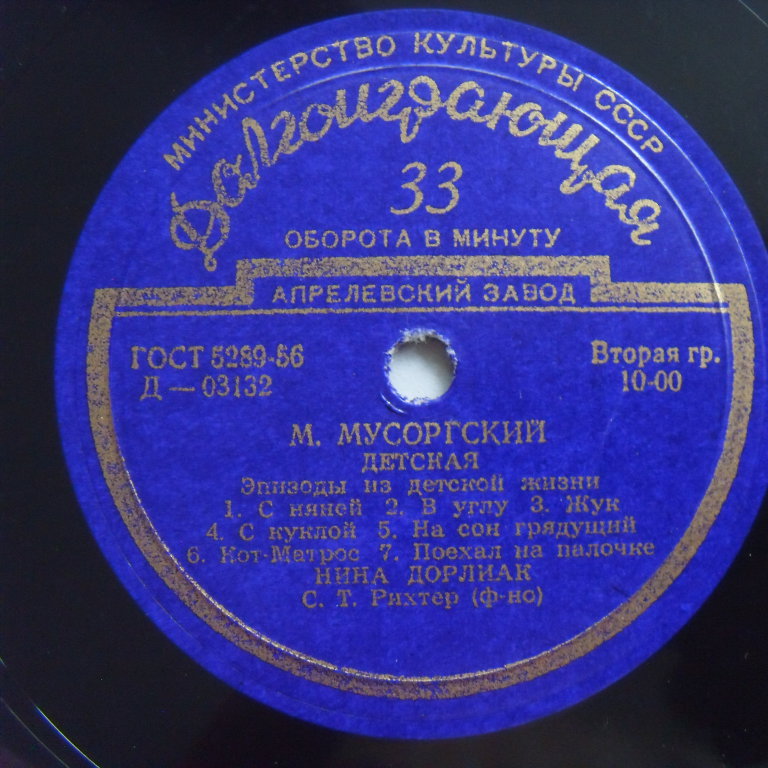 МИНИСТЕРСТВО КУЛЬТУРЫ СССР
Долгоиграющая
33
ОБОРОТА В МИНУТУ
АПРЕЛЕВСКИЙ ЗАВОД
ГОСТ 5289-56
Д — 03132
Вторая гр.
10-00
М. МУСОРГСКИЙ
ДЕТСКАЯ
Эпизоды из детской жизни
1. С няней 2. В углу 3. Жук
4. С куклой 5. На сон грядущий
6. Кот-Матрос 7. Поехал на палочке
НИНА ДОРЛИАК
С. Т. Рихтер (ф-но)